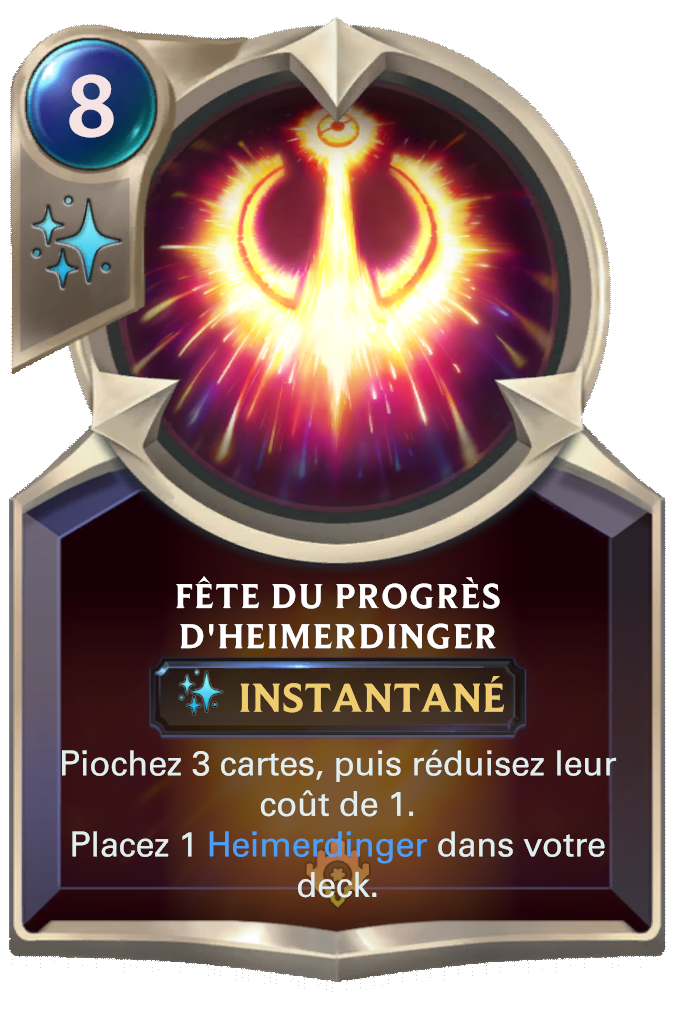 8
FÊTE DU PROGRÈS
D'HEIMERDINGER
INSTANTANÉ
Piochez 3 cartes, puis réduisez leur
coût de 1.
Placez 1 Heimerdinger dans votre
deck.